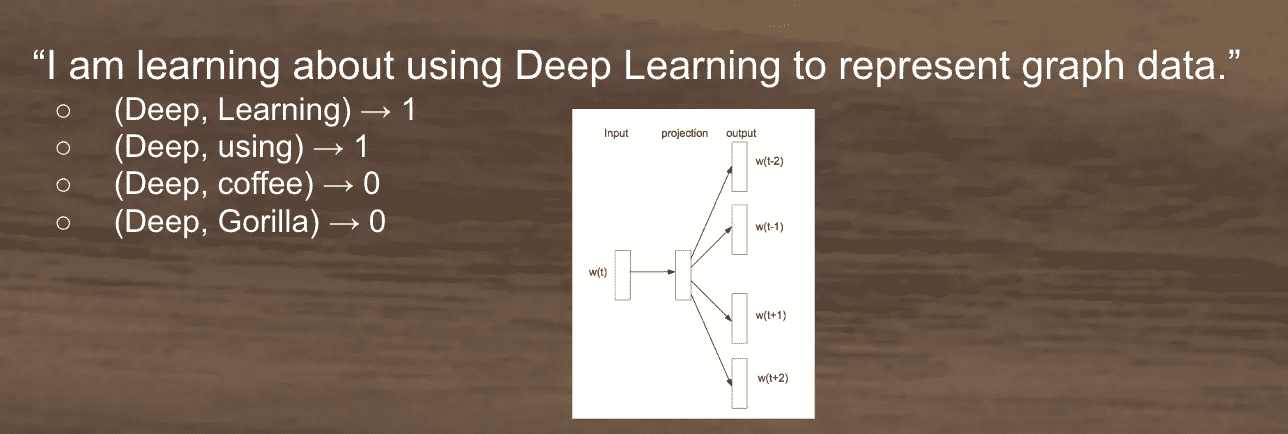 “I am learning about using Deep Learning to represent graph data.”
○ (Deep, Learning) → 1
○ (Deep, using) → 1
○ (Deep, coffee) → 0
○ (Deep, Gorilla) → 0
Input projection output
w(t-2)
w(t-1)
w(t)
w(t+1)
w(t+2)